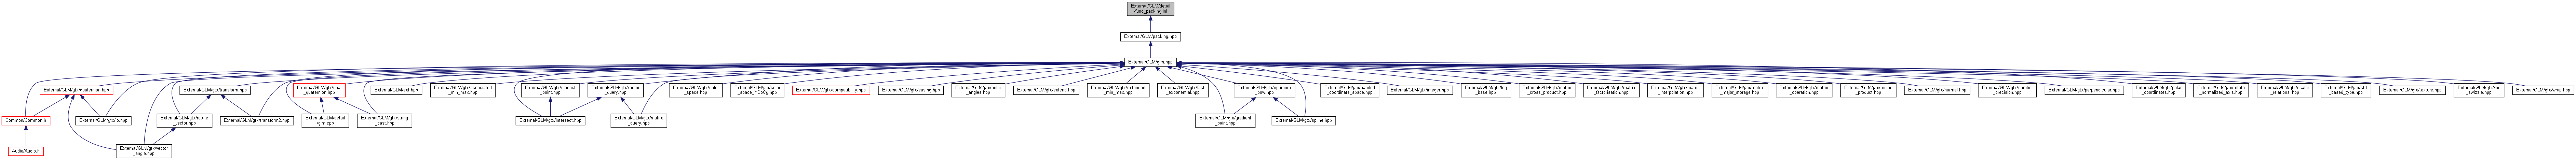 External/GLM/detail
/func_packing.inl
External/GLM/packing.hpp
External/GLM/glm.hpp
External/GLM/gtx/quaternion.hpp
External/GLM/gtx/transform.hpp
External/GLM/gtx/dual
_quaternion.hpp
External/GLM/ext.hpp
External/GLM/gtx/associated
_min_max.hpp
External/GLM/gtx/closest
_point.hpp
External/GLM/gtx/vector
_query.hpp
External/GLM/gtx/color
_space.hpp
External/GLM/gtx/color
_space_YCoCg.hpp
External/GLM/gtx/compatibility.hpp
External/GLM/gtx/easing.hpp
External/GLM/gtx/euler
_angles.hpp
External/GLM/gtx/extend.hpp
External/GLM/gtx/extended
_min_max.hpp
External/GLM/gtx/fast
_exponential.hpp
External/GLM/gtx/optimum
_pow.hpp
External/GLM/gtx/handed
_coordinate_space.hpp
External/GLM/gtx/integer.hpp
External/GLM/gtx/log
_base.hpp
External/GLM/gtx/matrix
_cross_product.hpp
External/GLM/gtx/matrix
_factorisation.hpp
External/GLM/gtx/matrix
_interpolation.hpp
External/GLM/gtx/matrix
_major_storage.hpp
External/GLM/gtx/matrix
_operation.hpp
External/GLM/gtx/mixed
_product.hpp
External/GLM/gtx/normal.hpp
External/GLM/gtx/number
_precision.hpp
External/GLM/gtx/perpendicular.hpp
External/GLM/gtx/polar
_coordinates.hpp
External/GLM/gtx/rotate
_normalized_axis.hpp
External/GLM/gtx/scalar
_relational.hpp
External/GLM/gtx/std
_based_type.hpp
External/GLM/gtx/texture.hpp
External/GLM/gtx/vec
_swizzle.hpp
External/GLM/gtx/wrap.hpp
Common/Common.h
External/GLM/gtx/io.hpp
External/GLM/gtx/rotate
_vector.hpp
External/GLM/gtx/transform2.hpp
External/GLM/detail
/glm.cpp
External/GLM/gtx/string
_cast.hpp
External/GLM/gtx/intersect.hpp
External/GLM/gtx/matrix
_query.hpp
External/GLM/gtx/gradient
_paint.hpp
External/GLM/gtx/spline.hpp
Audio/Audio.h
External/GLM/gtx/vector
_angle.hpp